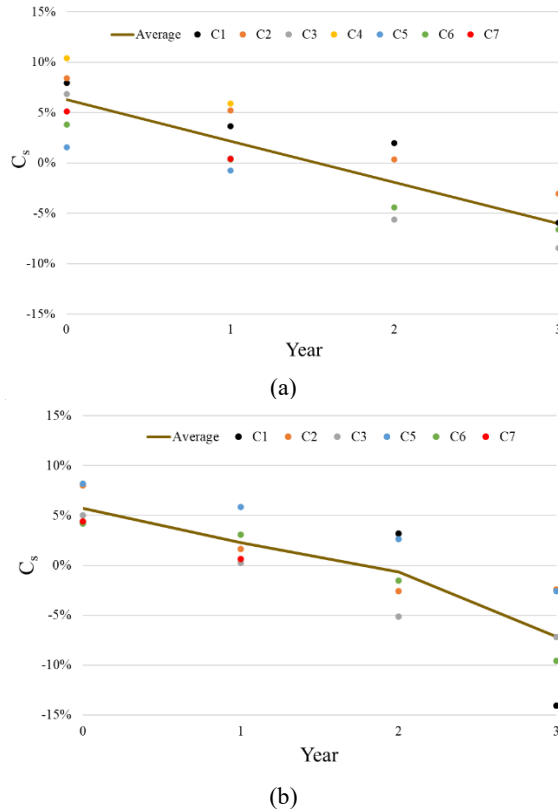 Average C1 C2 C3 C4 C5 C6 C7
15%
10%
5%
0%
-5%
-10%
-15%
Cs
0 1 2 3
Year
(a)
15%
10%
5%
0%
-5%
-10%
-15%
Average C1 C2 C3 C5 C6 C7
Cs
0 1 2 3
Year
(b)